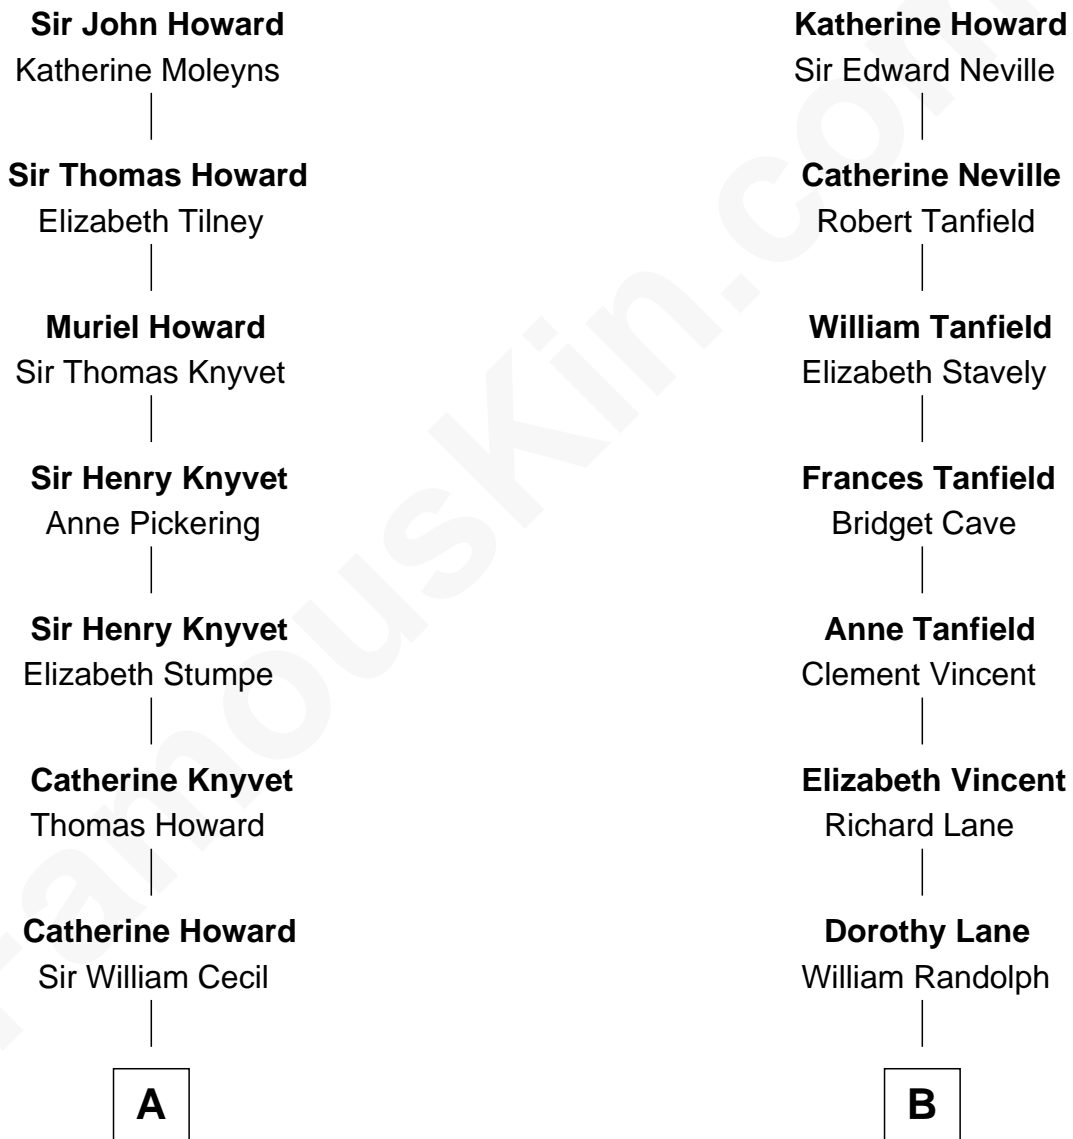 Sir John Howard
Katherine Moleyns
Sir Thomas Howard
Elizabeth Tilney
Muriel Howard
Sir Thomas Knyvet
Sir Henry Knyvet
Anne Pickering
Sir Henry Knyvet
Elizabeth Stumpe
Catherine Knyvet
Thomas Howard
Catherine Howard
Sir William Cecil
A
Katherine Howard
Sir Edward Neville
Catherine Neville
Robert Tanfield
William Tanfield
Elizabeth Stavely
Frances Tanfield
Bridget Cave
Anne Tanfield
Clement Vincent
Elizabeth Vincent
Richard Lane
Dorothy Lane
William Randolph
B
FamousKin.com